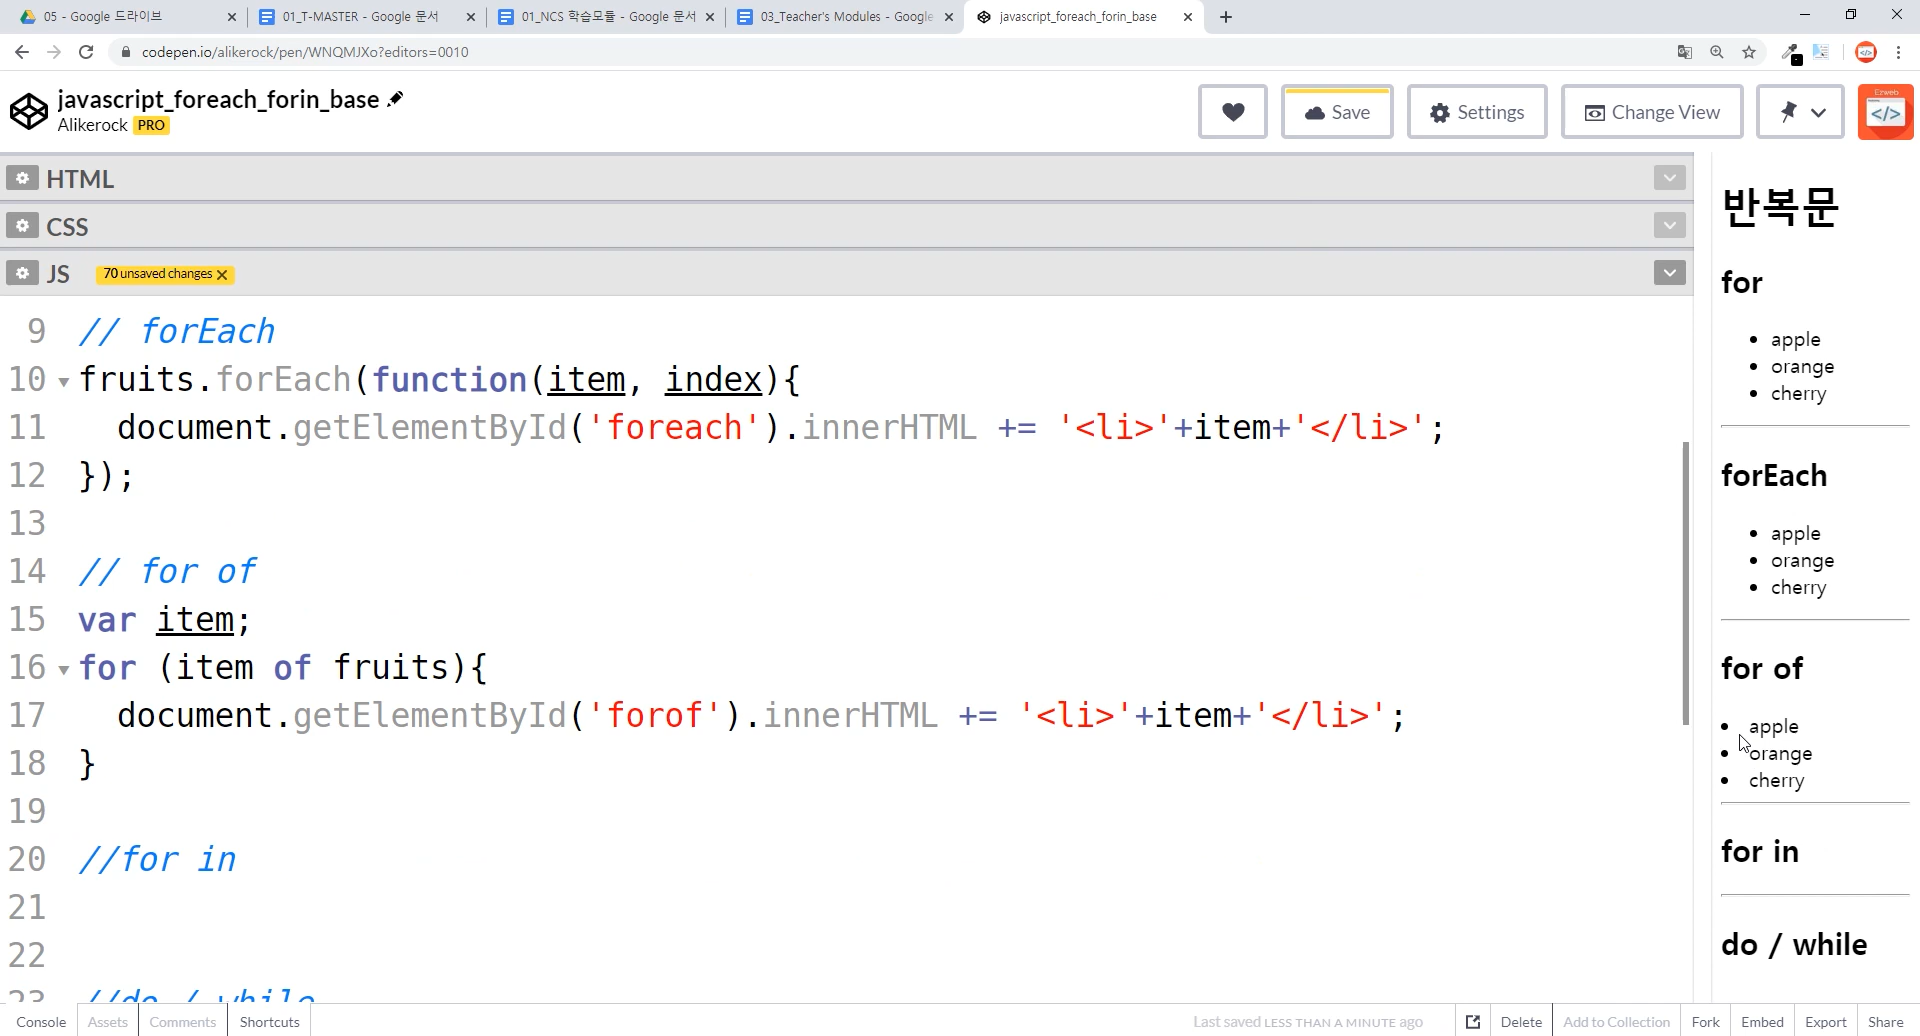 05 - Google 드라이브
01_T-MASTER - Google 문서
01_NCS 학습모듈 - Google 문서
03_Teacher's Modules - Google
javascript_foreach_forin_base
codepen.io/alikerock/pen/WNQMJXo?editors=0010
javascript_foreach_forin_base
Alikerock PRO
Save
Settings
Change View
Ezweb
HTML
CSS
JS 70 unsaved changes
9 // forEach
10 fruits.forEach(function(item, index){
11 document.getElementById('foreach').innerHTML += '<li>'+item+'</li>';
12 });
13
14 // for of
15 var item;
16 for (item of fruits){
17 document.getElementById('forof').innerHTML += '<li>'+item+'</li>';
18 }
19
20 //for in
21
22
23 //do / while
반복문
for
apple
orange
cherry
forEach
apple
orange
cherry
for of
apple
orange
cherry
for in
do / while
Console
Assets
Comments
Shortcuts
Last saved LESS THAN A MINUTE ago
Delete
Add to Collection
Fork
Embed
Export
Share